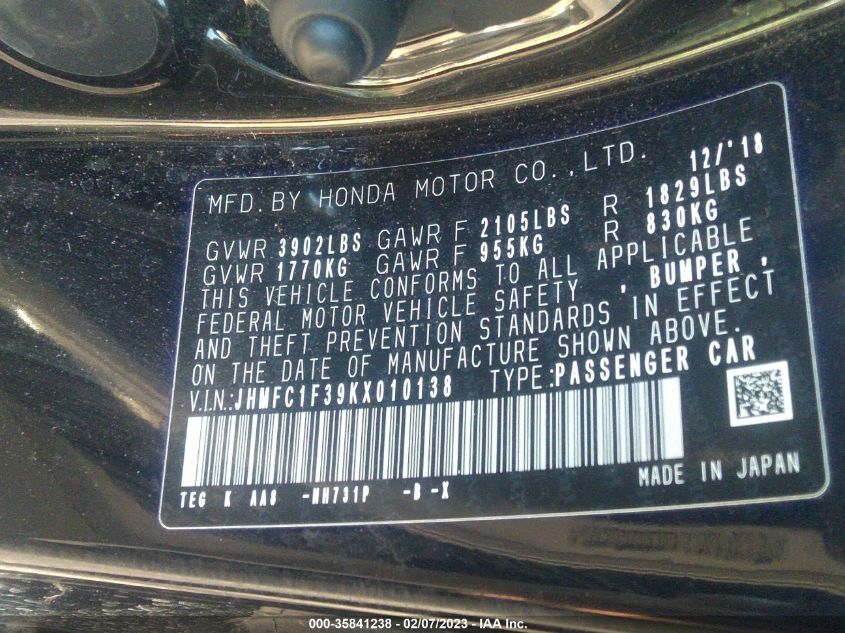 MFD. BY HONDA MOTOR CO., LTD. 12/'18
GVWR 3902LBS GAWR F 2105LBS R 1829LBS
GVWR 1770KG GAWR F 955KG R 830KG
THIS VEHICLE CONFORMS TO ALL APPLICABLE
FEDERAL MOTOR VEHICLE SAFETY , BUMPER ,
AND THEFT PREVENTION STANDARDS IN EFFECT
ON THE DATE OF MANUFACTURE SHOWN ABOVE.
V.I.N.:JHMFC1F39KX010138 TYPE:PASSENGER CAR
TEG K AA8 -NH731P -B -X MADE IN JAPAN
000-35841238 - 02/07/2023 - IAA Inc.